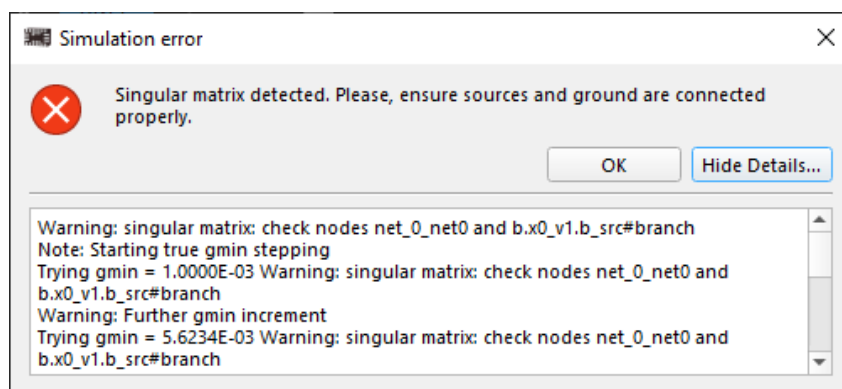 Simulation error
Singular matrix detected. Please, ensure sources and ground are connected
properly.
OK
Hide Details...
Warning: singular matrix: check nodes net_0_net0 and b.x0_v1.b_src#branch
Note: Starting true gmin stepping
Trying gmin = 1.0000E-03 Warning: singular matrix: check nodes net_0_net0 and
b.x0_v1.b_src#branch
Warning: Further gmin increment
Trying gmin = 5.6234E-03 Warning: singular matrix: check nodes net_0_net0 and
b.x0_v1.b_src#branch